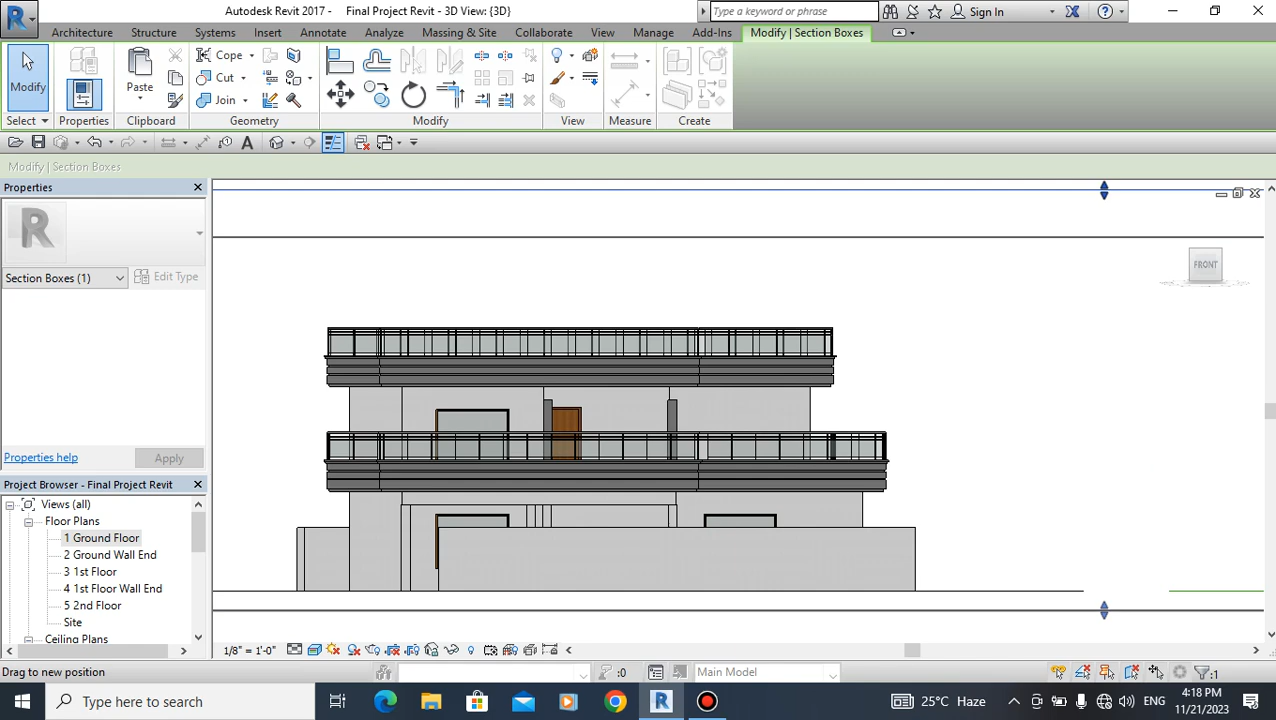 Autodesk Revit 2017 - Final Project Revit - 3D View: {3D}
Type a keyword or phrase
Sign In
Architecture Structure Systems Insert Annotate Analyze Massing & Site Collaborate View Manage Add-Ins Modify | Section Boxes
Modify
Paste
Cope
Cut
Join
Select Properties Clipboard Geometry Modify View Measure Create
Modify | Section Boxes
Properties
Section Boxes (1) Edit Type
Properties help Apply
Project Browser - Final Project Revit
Views (all)
Floor Plans
1 Ground Floor
2 Ground Wall End
3 1st Floor
4 1st Floor Wall End
5 2nd Floor
Site
Ceiling Plans
FRONT
1/8" = 1'-0"
Drag to new position
:0
Main Model
:1
Type here to search
25°C Haze
ENG
4:18 PM
11/21/2023